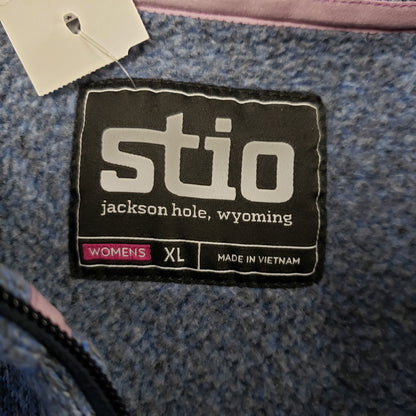 stio
jackson hole, wyoming
WOMENS XL MADE IN VIETNAM